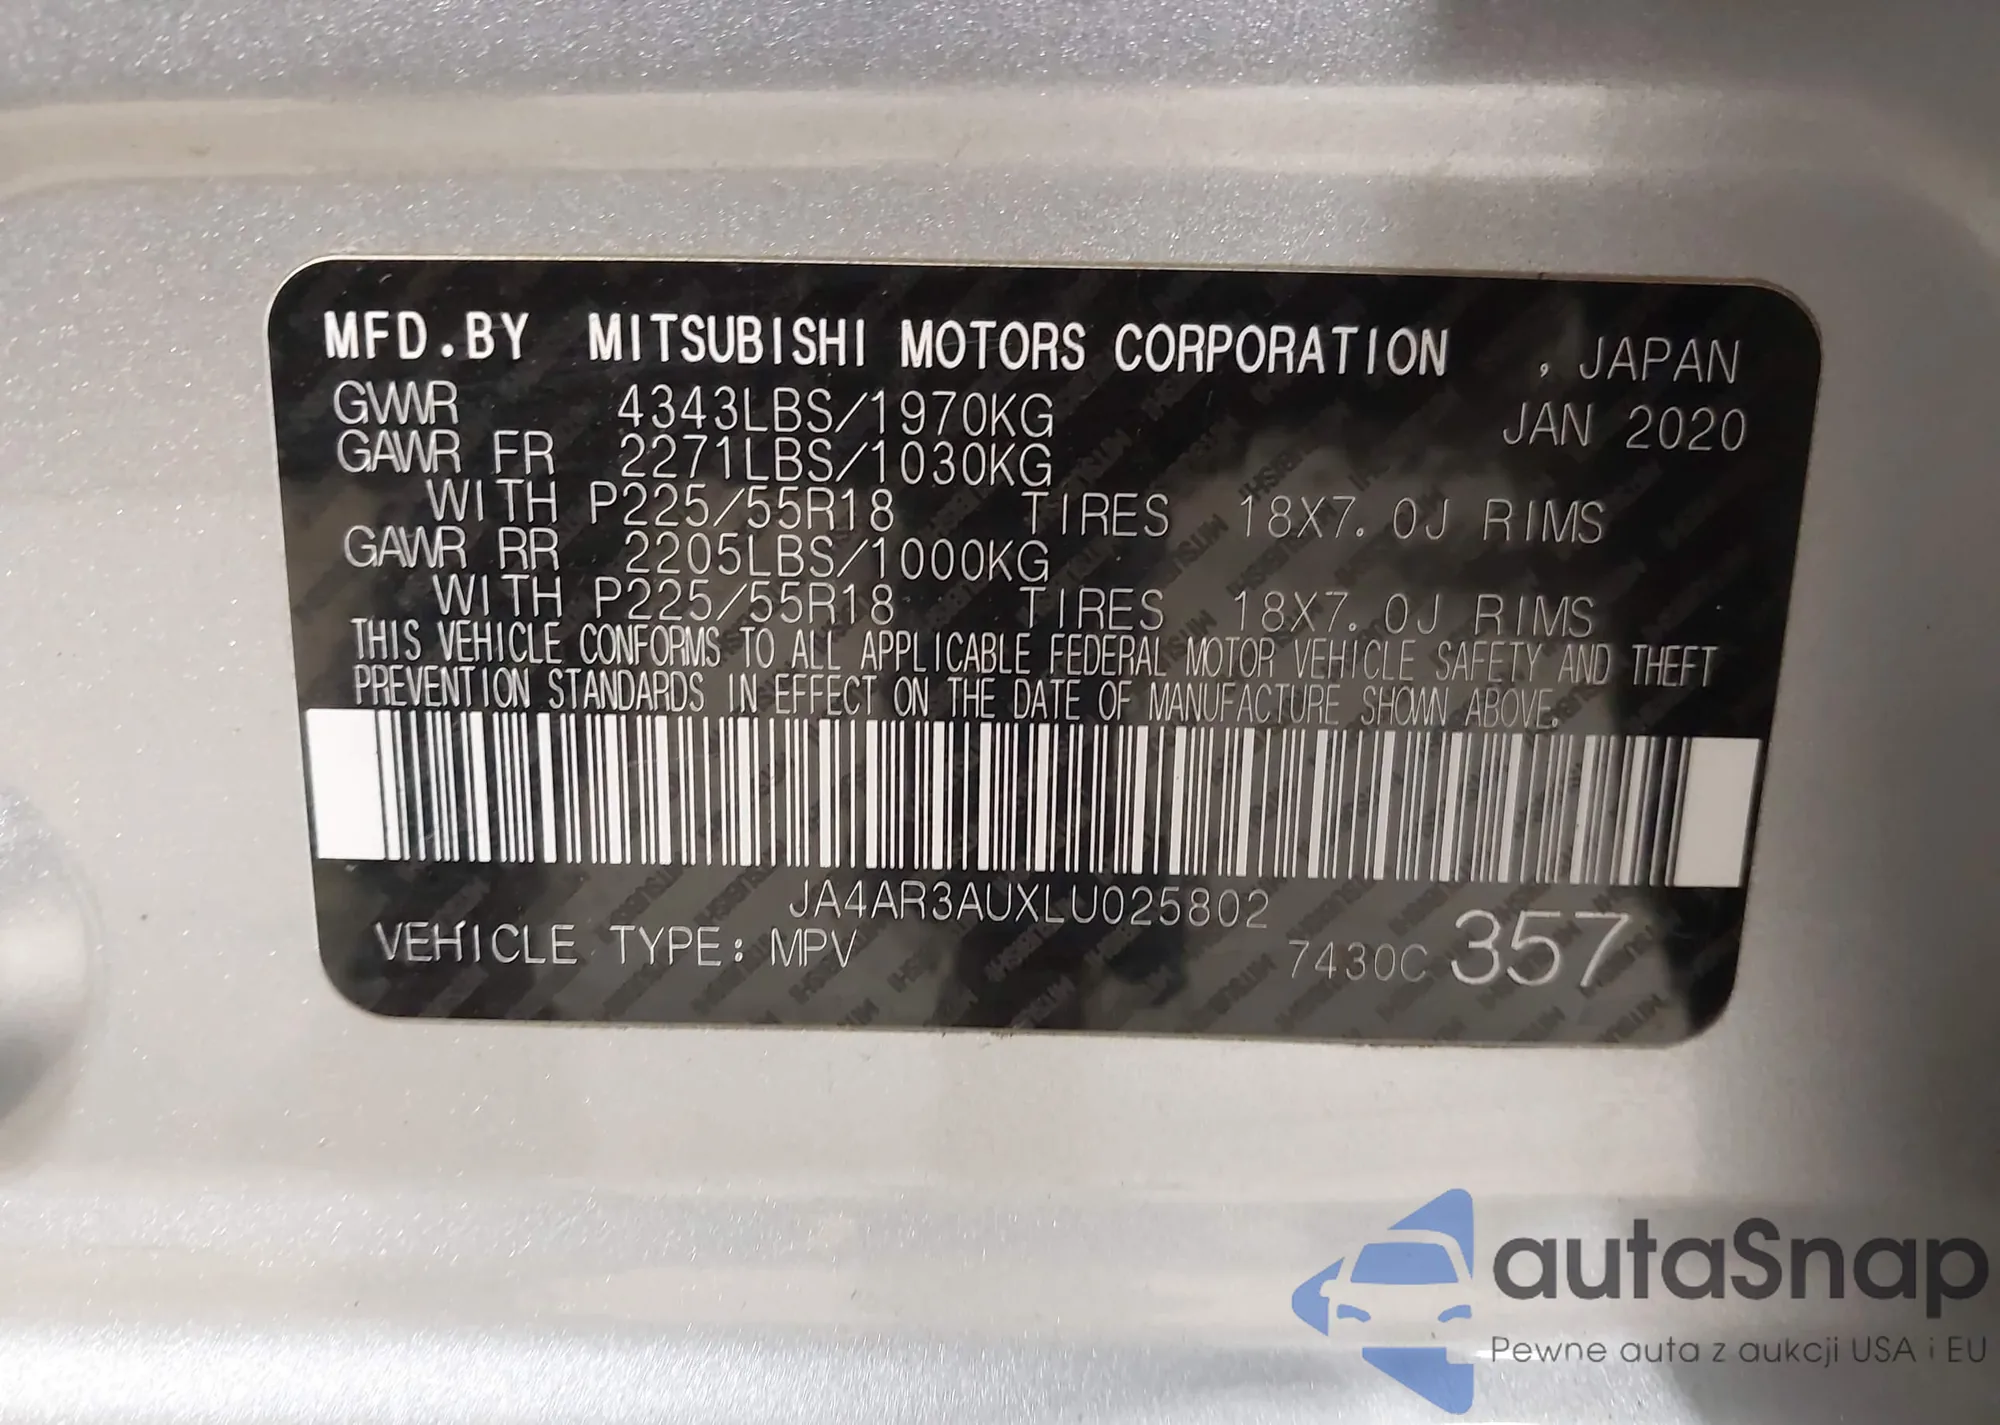 MFD.BY MITSUBISHI MOTORS CORPORATION , JAPAN
GVWR 4343LBS/1970KG JAN 2020
GAWR FR 2271LBS/1030KG
WITH P225/55R18 TIRES 18X7.0J RIMS
GAWR RR 2205LBS/1000KG
WITH P225/55R18 TIRES 18X7.0J RIMS
THIS VEHICLE CONFORMS TO ALL APPLICABLE FEDERAL MOTOR VEHICLE SAFETY AND THEFT
PREVENTION STANDARDS IN EFFECT ON THE DATE OF MANUFACTURE SHOWN ABOVE.
JA4AR3AUXLU025802
VEHICLE TYPE: MPV 7430C 357
autaSnap
Pewne auta z aukcji USA i EU